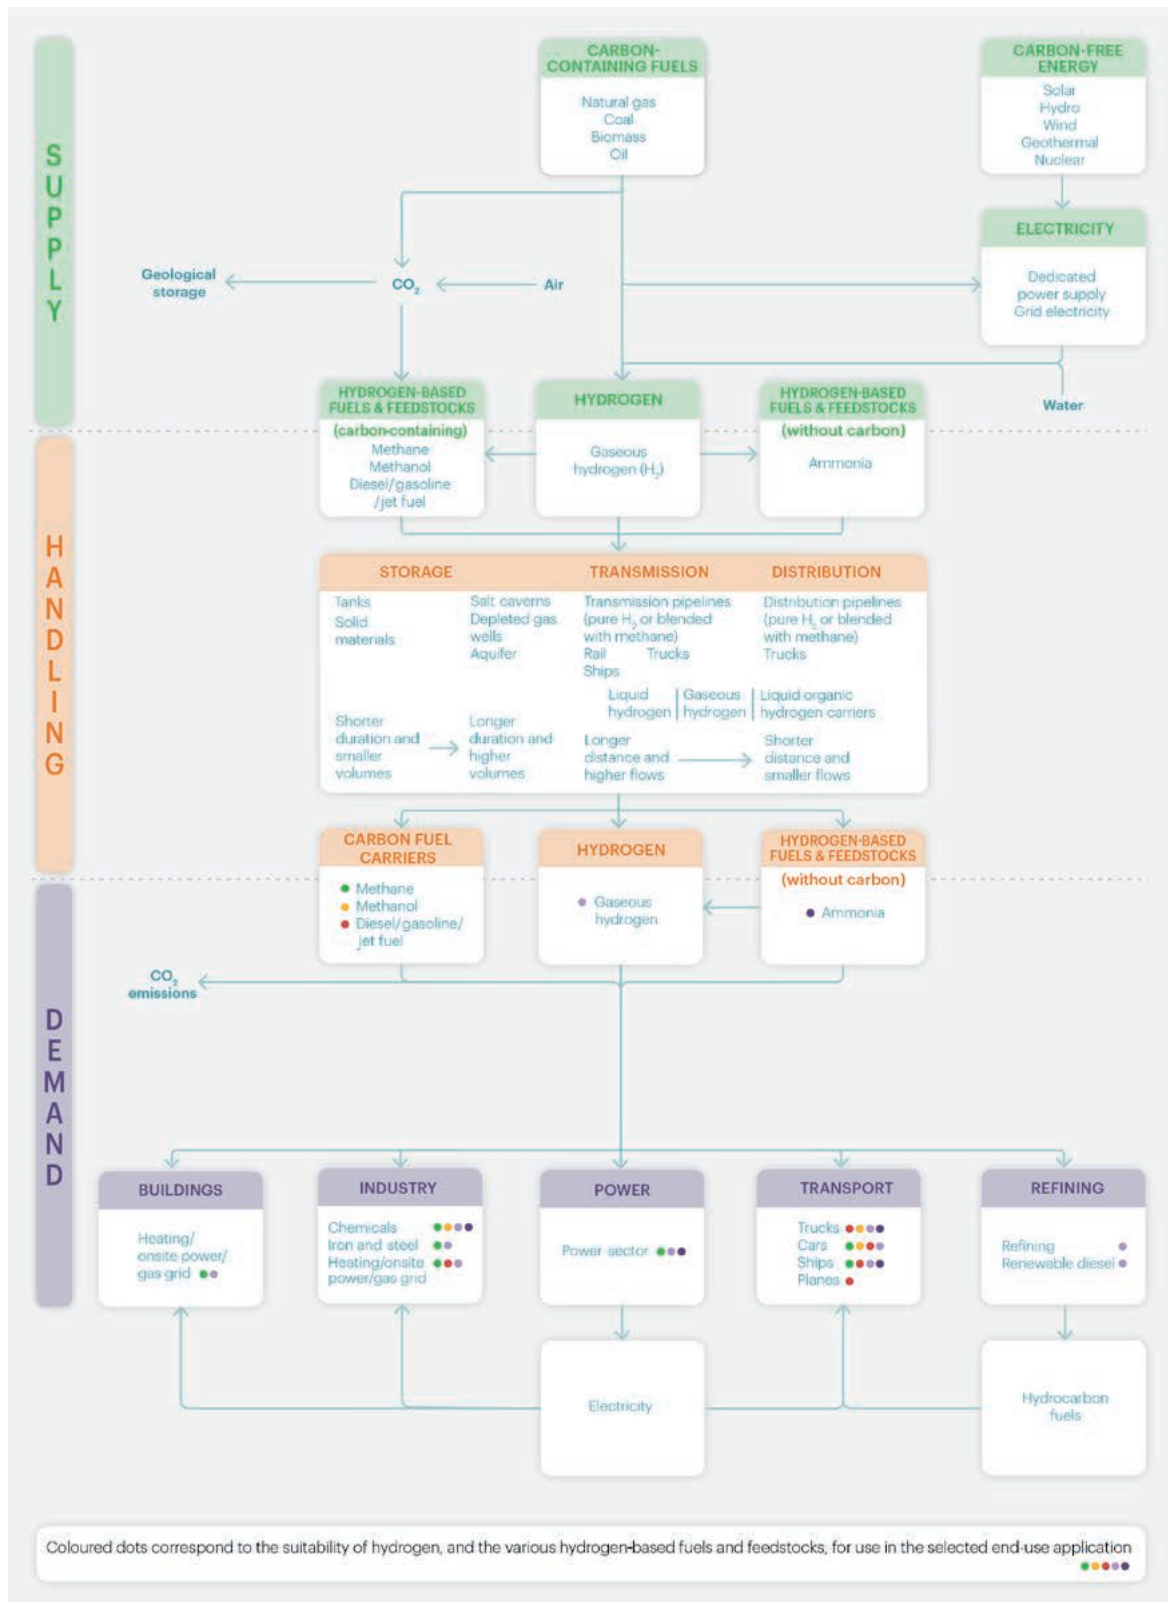 SUPPLY
CARBON-
CONTAINING FUELS
Natural gas
Coal
Biomass
Oil
CARBON-FREE
ENERGY
Solar
Hydro
Wind
Geothermal
Nuclear
ELECTRICITY
Dedicated
power supply
Grid electricity
Geological
storage
CO₂
Air
Water
HYDROGEN-BASED
FUELS & FEEDSTOCKS
(carbon-containing)
Methane
Methanol
Diesel/gasoline
/jet fuel
HYDROGEN
Gaseous
hydrogen (H₂)
HYDROGEN-BASED
FUELS & FEEDSTOCKS
(without carbon)
Ammonia
HANDLING
STORAGE
Tanks
Solid
materials
Salt caverns
Depleted gas
wells
Aquifer
Shorter
duration and
smaller
volumes
Longer
duration and
higher
volumes
TRANSMISSION
Transmission pipelines
(pure H₂ or blended
with methane)
Rail Trucks
Ships
DISTRIBUTION
Distribution pipelines
(pure H₂ or blended
with methane)
Trucks
Liquid
hydrogen
Gaseous
hydrogen
Liquid organic
hydrogen carriers
Longer
distance and
higher flows
Shorter
distance and
smaller flows
CARBON FUEL
CARRIERS
Methane
Methanol
Diesel/gasoline/
jet fuel
HYDROGEN
Gaseous
hydrogen
HYDROGEN-BASED
FUELS & FEEDSTOCKS
(without carbon)
Ammonia
DEMAND
CO₂
emissions
BUILDINGS
Heating/
onsite power/
gas grid
INDUSTRY
Chemicals
Iron and steel
Heating/onsite
power/gas grid
POWER
Power sector
TRANSPORT
Trucks
Cars
Ships
Planes
REFINING
Refining
Renewable diesel
Electricity
Hydrocarbon
fuels
Coloured dots correspond to the suitability of hydrogen, and the various hydrogen-based fuels and feedstocks, for use in the selected end-use application